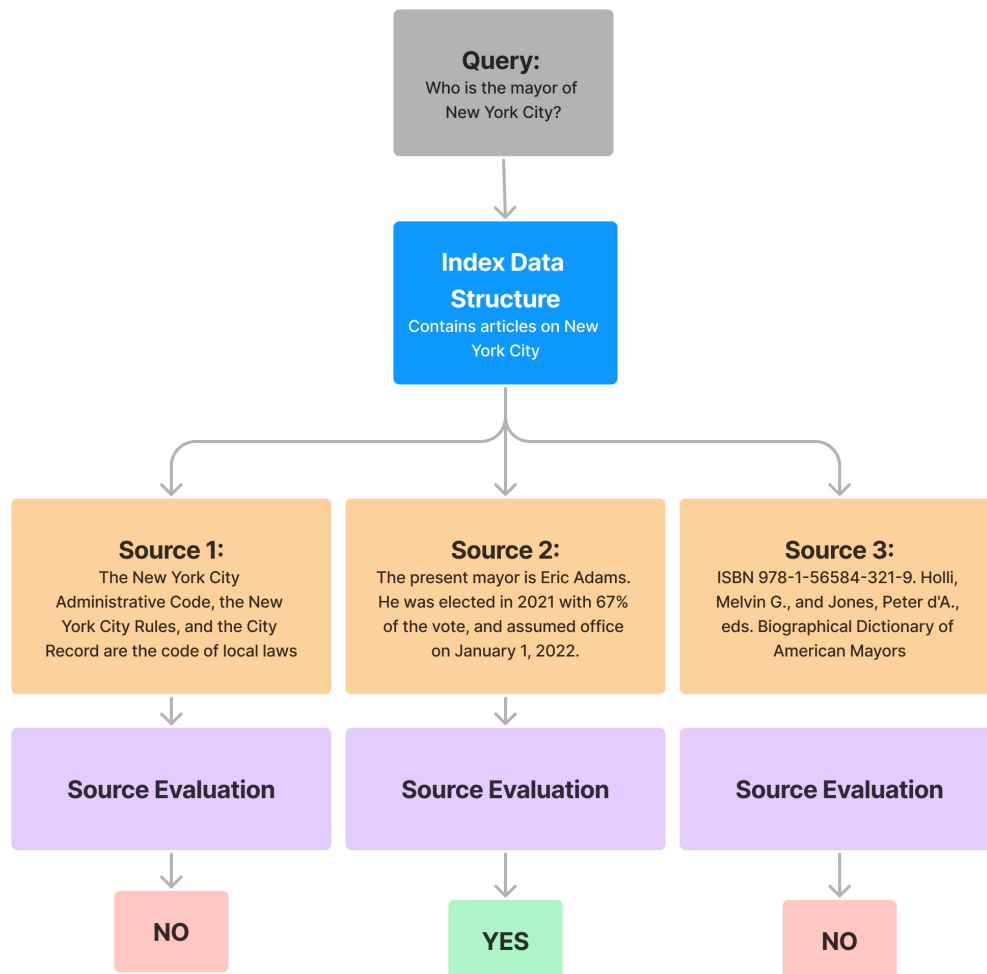 Query:
Who is the mayor of
New York City?
Index Data
Structure
Contains articles on New
York City
Source 1:
The New York City
Administrative Code, the New
York City Rules, and the City
Record are the code of local laws
Source 2:
The present mayor is Eric Adams.
He was elected in 2021 with 67%
of the vote, and assumed office
on January 1, 2022.
Source 3:
ISBN 978-1-56584-321-9. Holli,
Melvin G., and Jones, Peter d'A.,
eds. Biographical Dictionary of
American Mayors
Source Evaluation
Source Evaluation
Source Evaluation
NO
YES
NO